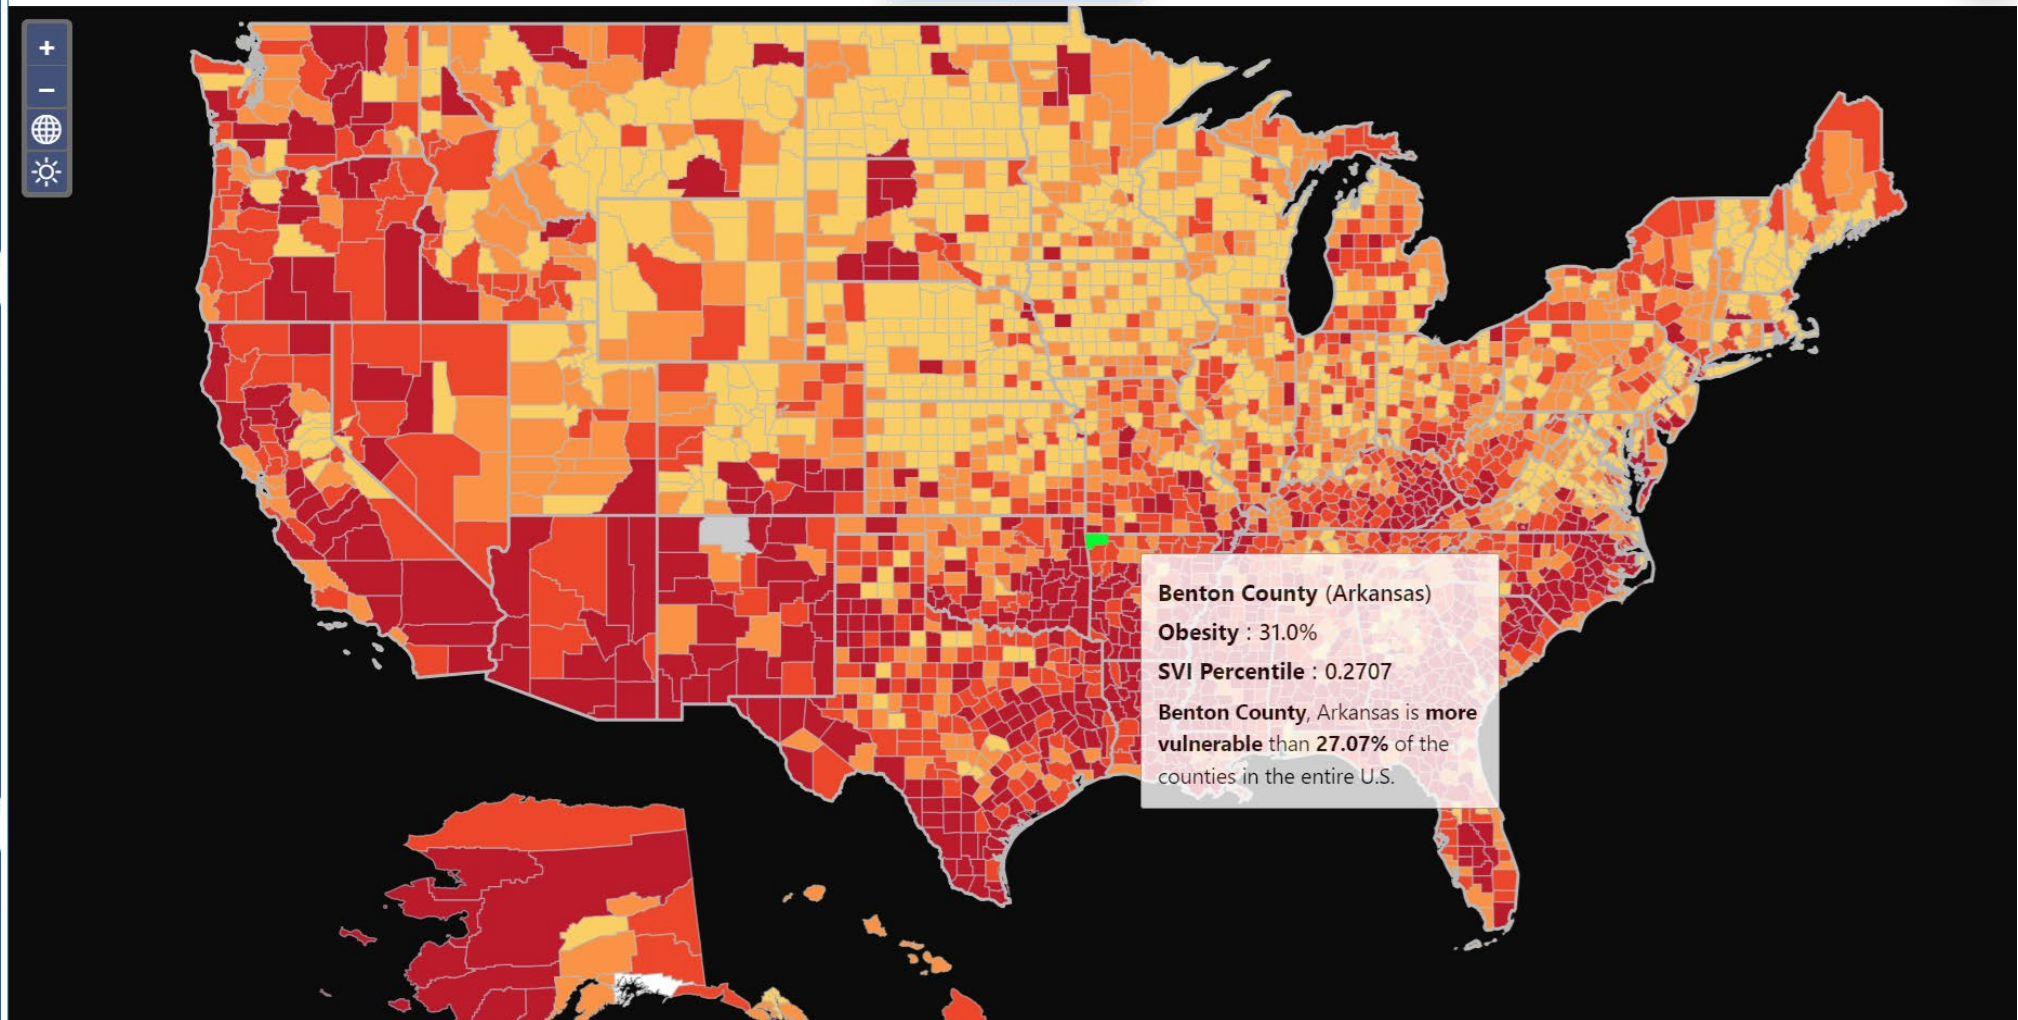 +
−
Benton County (Arkansas)
Obesity : 31.0%
SVI Percentile : 0.2707
Benton County, Arkansas is more
vulnerable than 27.07% of the
counties in the entire U.S.